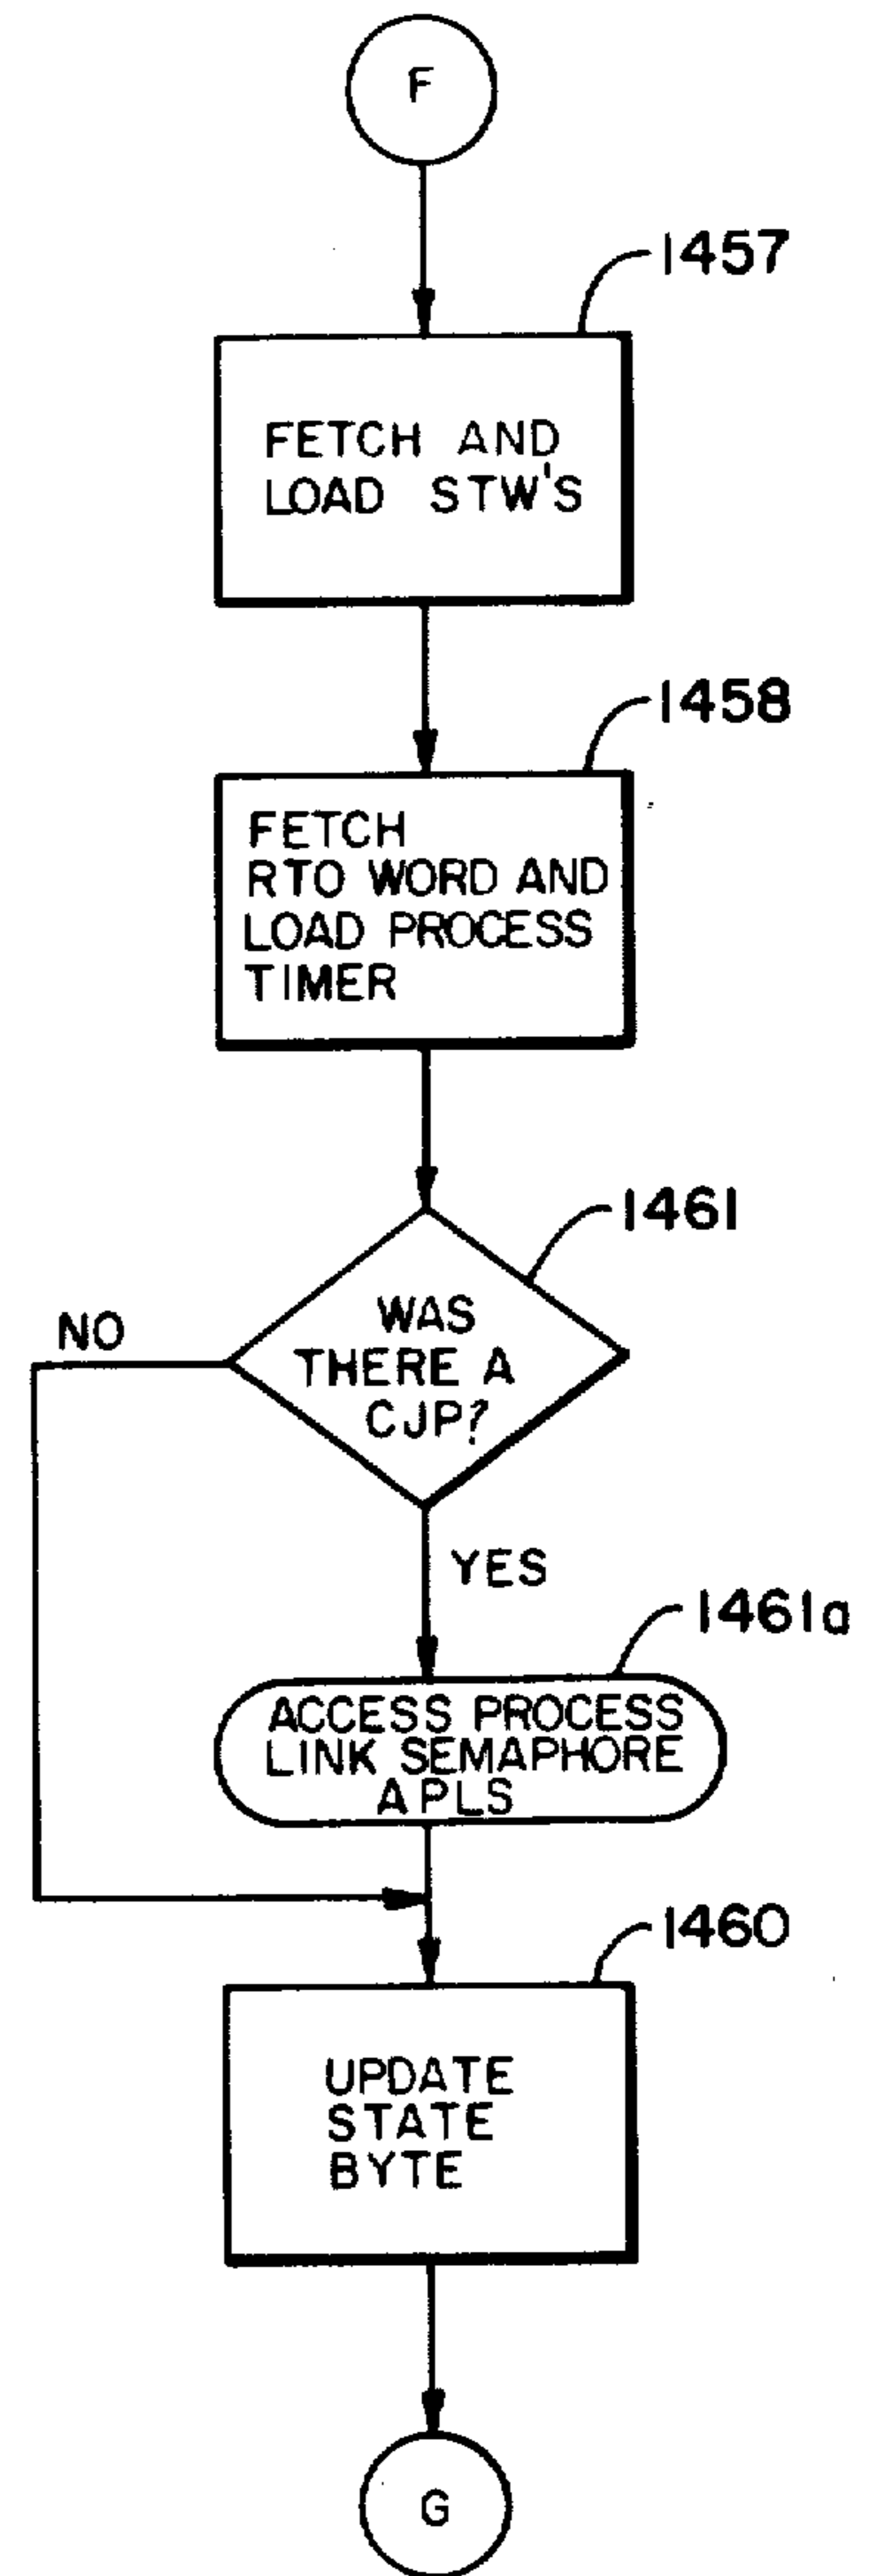 F
1457
FETCH AND
LOAD STW'S
1458
FETCH
RTO WORD AND
LOAD PROCESS
TIMER
1461
WAS
THERE A
CJP?
NO
YES
1461a
ACCESS PROCESS
LINK SEMAPHORE
APLS
1460
UPDATE
STATE
BYTE
G